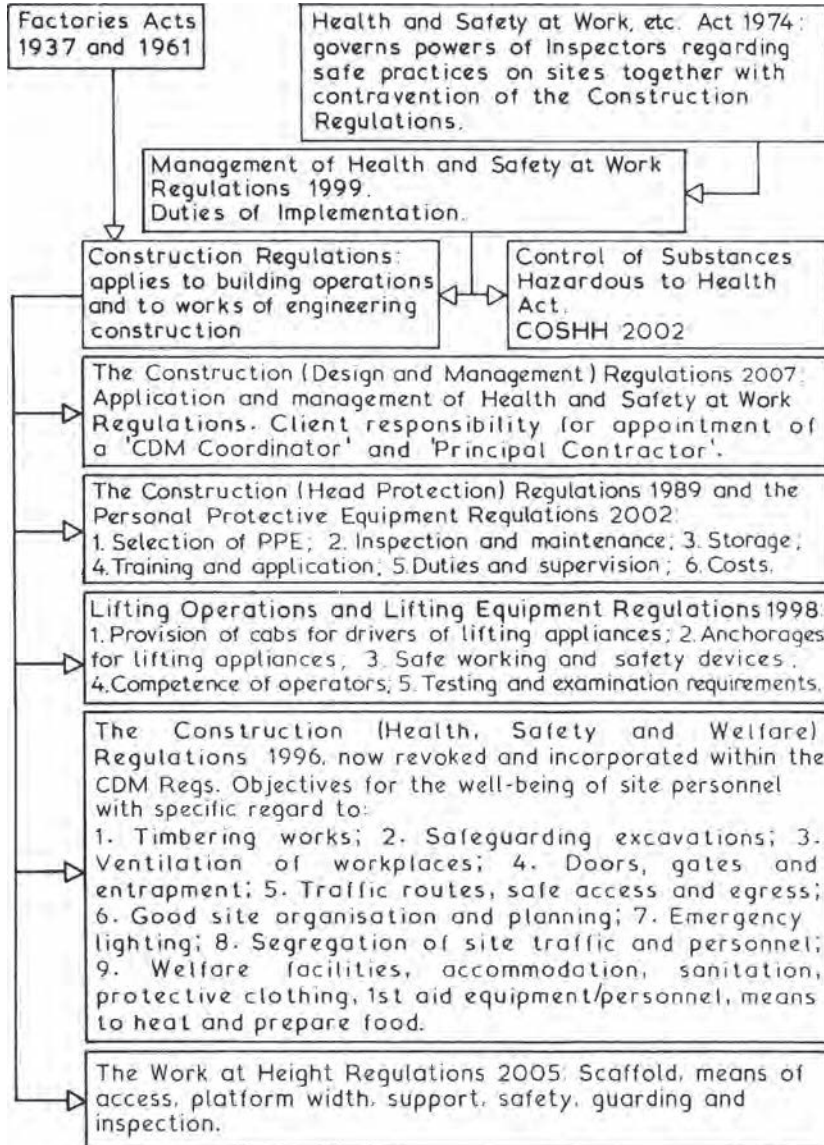 Factories Acts
1937 and 1961
Health and Safety at Work, etc. Act 1974:
governs powers of Inspectors regarding
safe practices on sites together with
contravention of the Construction
Regulations.
Management of Health and Safety at Work
Regulations 1999.
Duties of Implementation.
Construction Regulations:
applies to building operations
and to works of engineering
construction
Control of Substances
Hazardous to Health
Act.
COSHH 2002
The Construction (Design and Management) Regulations 2007:
Application and management of Health and Safety at Work
Regulations. Client responsibility for appointment of
a 'CDM Coordinator' and 'Principal Contractor'.
The Construction (Head Protection) Regulations 1989 and the
Personal Protective Equipment Regulations 2002:
1. Selection of PPE; 2. Inspection and maintenance; 3. Storage;
4. Training and application; 5. Duties and supervision; 6. Costs.
Lifting Operations and Lifting Equipment Regulations 1998:
1. Provision of cabs for drivers of lifting appliances; 2. Anchorages
for lifting appliances; 3. Safe working and safety devices;
4. Competence of operators; 5. Testing and examination requirements.
The Construction (Health, Safety and Welfare)
Regulations 1996, now revoked and incorporated within the
CDM Regs. Objectives for the well-being of site personnel
with specific regard to:
1. Timbering works; 2. Safeguarding excavations; 3.
Ventilation of workplaces; 4. Doors, gates and
entrapment; 5. Traffic routes, safe access and egress;
6. Good site organisation and planning; 7. Emergency
lighting; 8. Segregation of site traffic and personnel;
9. Welfare facilities, accommodation, sanitation,
protective clothing, 1st aid equipment/personnel, means
to heat and prepare food.
The Work at Height Regulations 2005: Scaffold, means of
access, platform width, support, safety, guarding and
inspection.